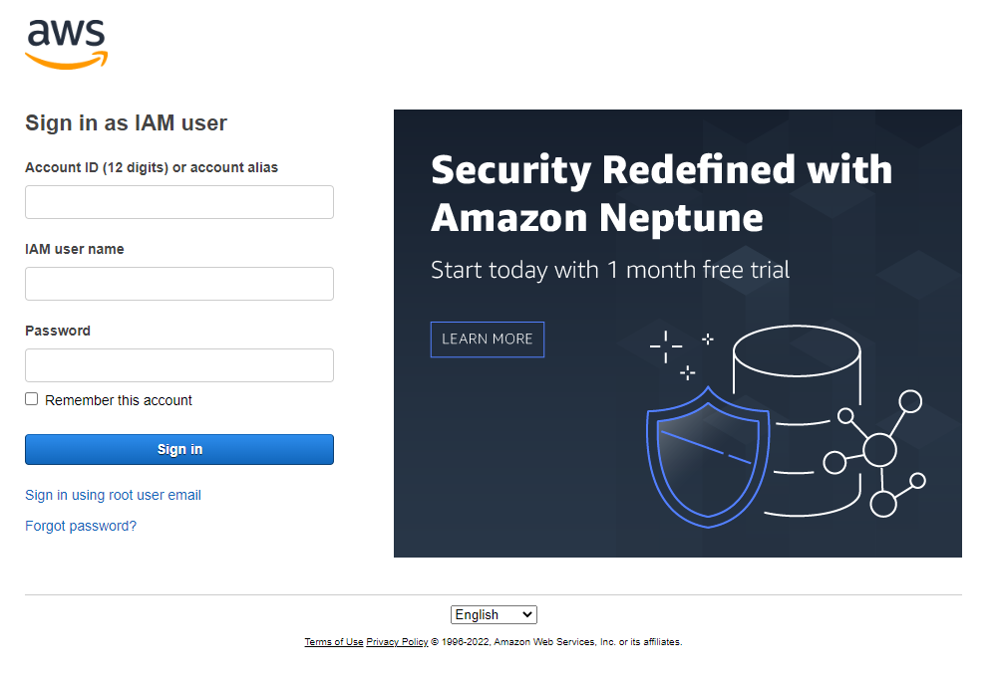 aws
Sign in as IAM user
Account ID (12 digits) or account alias
IAM user name
Password
Remember this account
Sign in
Sign in using root user email
Forgot password?
Security Redefined with
Amazon Neptune
Start today with 1 month free trial
LEARN MORE
English
Terms of Use Privacy Policy © 1996-2022, Amazon Web Services, Inc. or its affiliates.